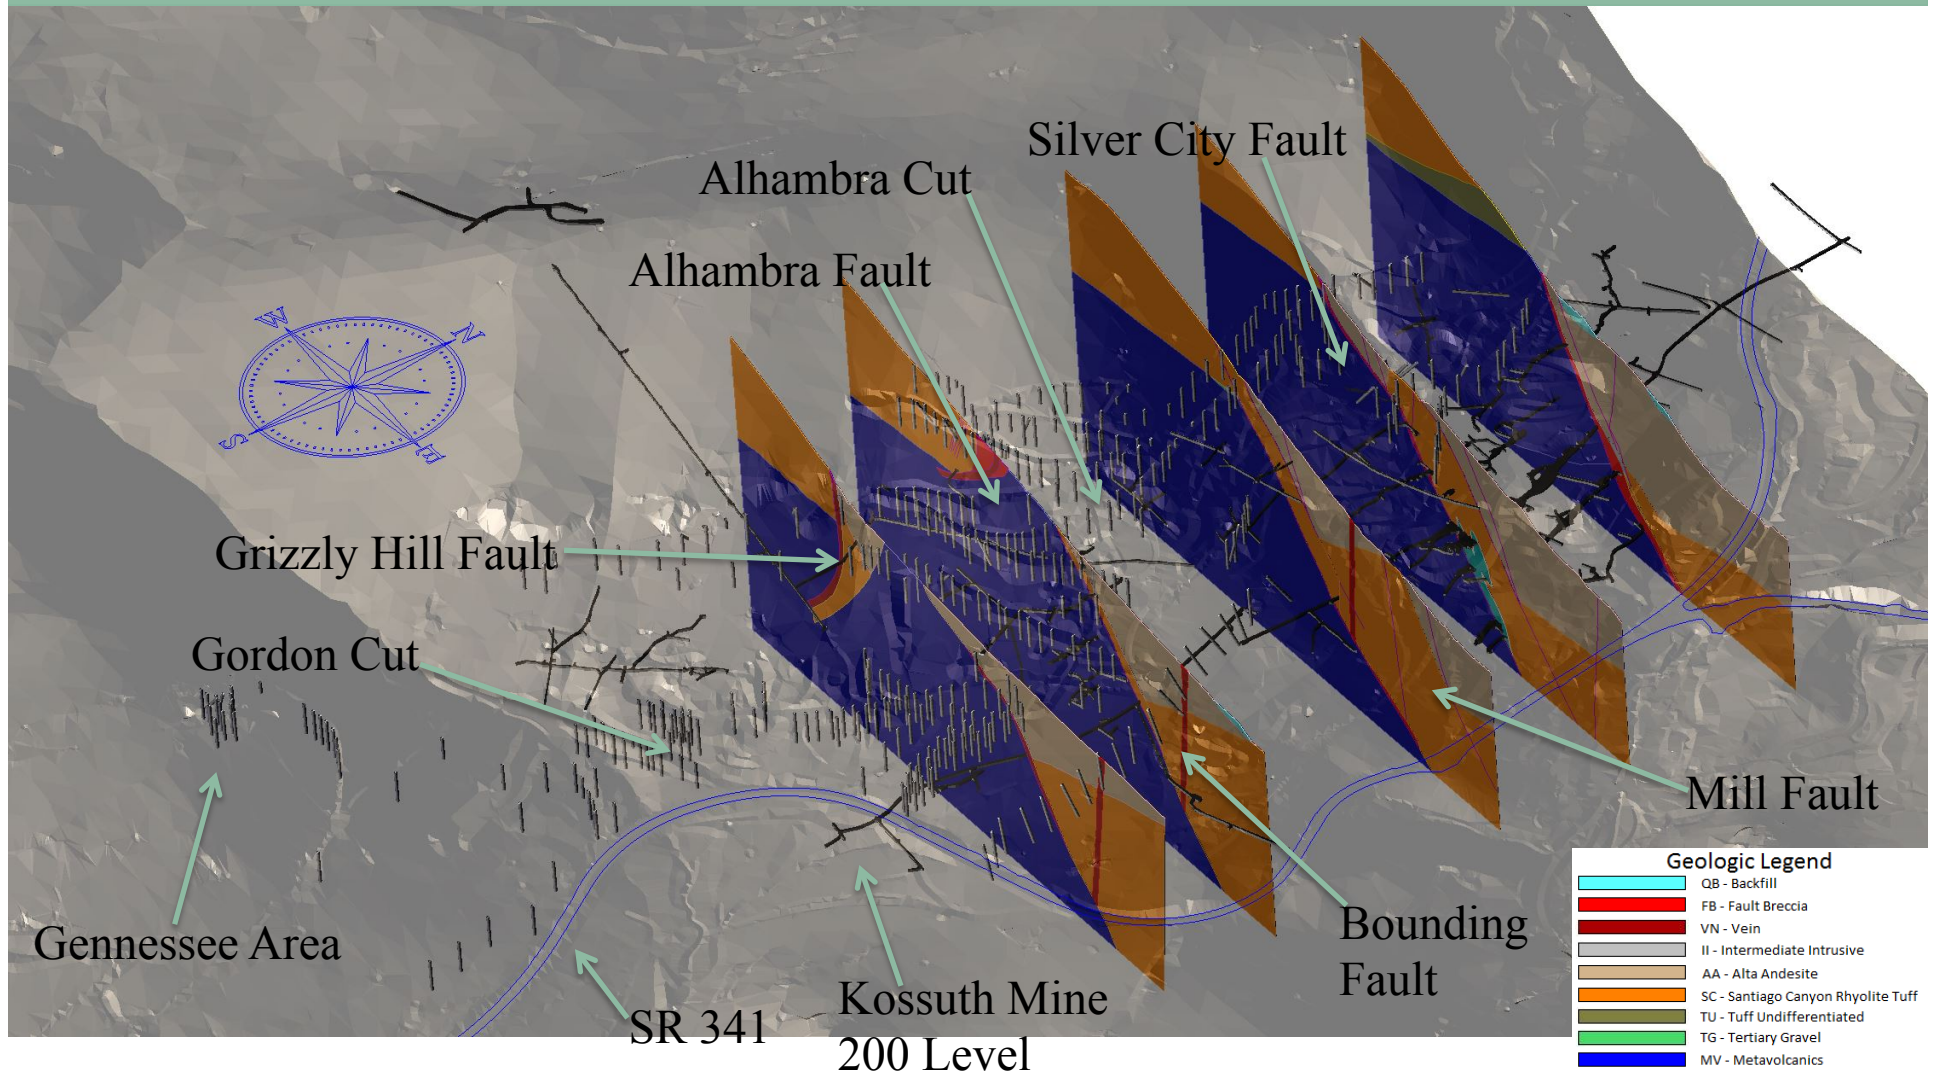 Silver City Fault
Alhambra Cut
Alhambra Fault
W
N
S
E
Grizzly Hill Fault
Gordon Cut
Mill Fault
Gennessee Area
Bounding
Fault
Kossuth Mine
200 Level
SR 341
Geologic Legend
QB - Backfill
FB - Fault Breccia
VN - Vein
II - Intermediate Intrusive
AA - Alta Andesite
SC - Santiago Canyon Rhyolite Tuff
TU - Tuff Undifferentiated
TG - Tertiary Gravel
MV - Metavolcanics